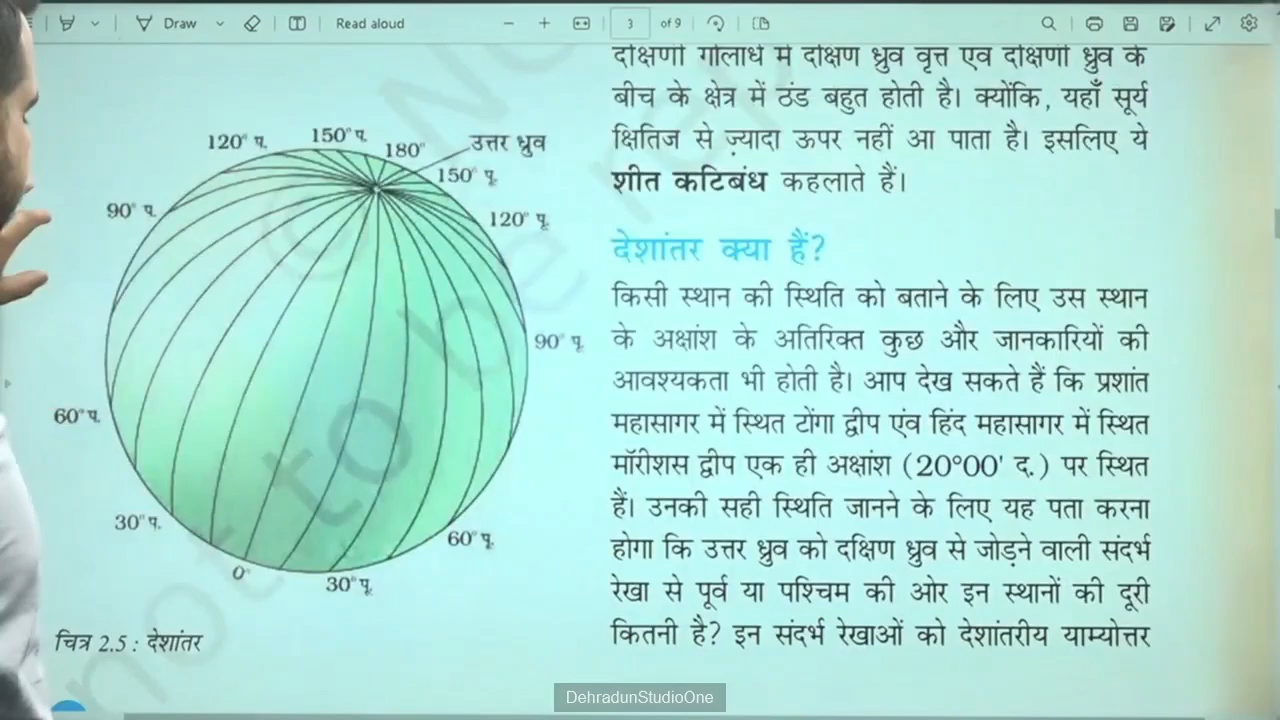 Draw
Read aloud
3
of 9
120° प.
150° प.
180°
उत्तर ध्रुव
150° पू.
90° प.
120° पू.
90° पू.
60° प.
30° प.
60° पू.
0°
30° पू.
चित्र 2.5 : देशांतर
दक्षिणी गोलार्ध में दक्षिण ध्रुव वृत्त एवं दक्षिणी ध्रुव के
बीच के क्षेत्र में ठंड बहुत होती है। क्योंकि, यहाँ सूर्य
क्षितिज से ज़्यादा ऊपर नहीं आ पाता है। इसलिए ये
शीत कटिबंध कहलाते हैं।
देशांतर क्या हैं?
किसी स्थान की स्थिति को बताने के लिए उस स्थान
के अक्षांश के अतिरिक्त कुछ और जानकारियों की
आवश्यकता भी होती है। आप देख सकते हैं कि प्रशांत
महासागर में स्थित टोंगा द्वीप एंव हिंद महासागर में स्थित
मॉरीशस द्वीप एक ही अक्षांश (20°00' द.) पर स्थित
हैं। उनकी सही स्थिति जानने के लिए यह पता करना
होगा कि उत्तर ध्रुव को दक्षिण ध्रुव से जोड़ने वाली संदर्भ
रेखा से पूर्व या पश्चिम की ओर इन स्थानों की दूरी
कितनी है? इन संदर्भ रेखाओं को देशांतरीय याम्योत्तर
not to be
DehradunStudioOne